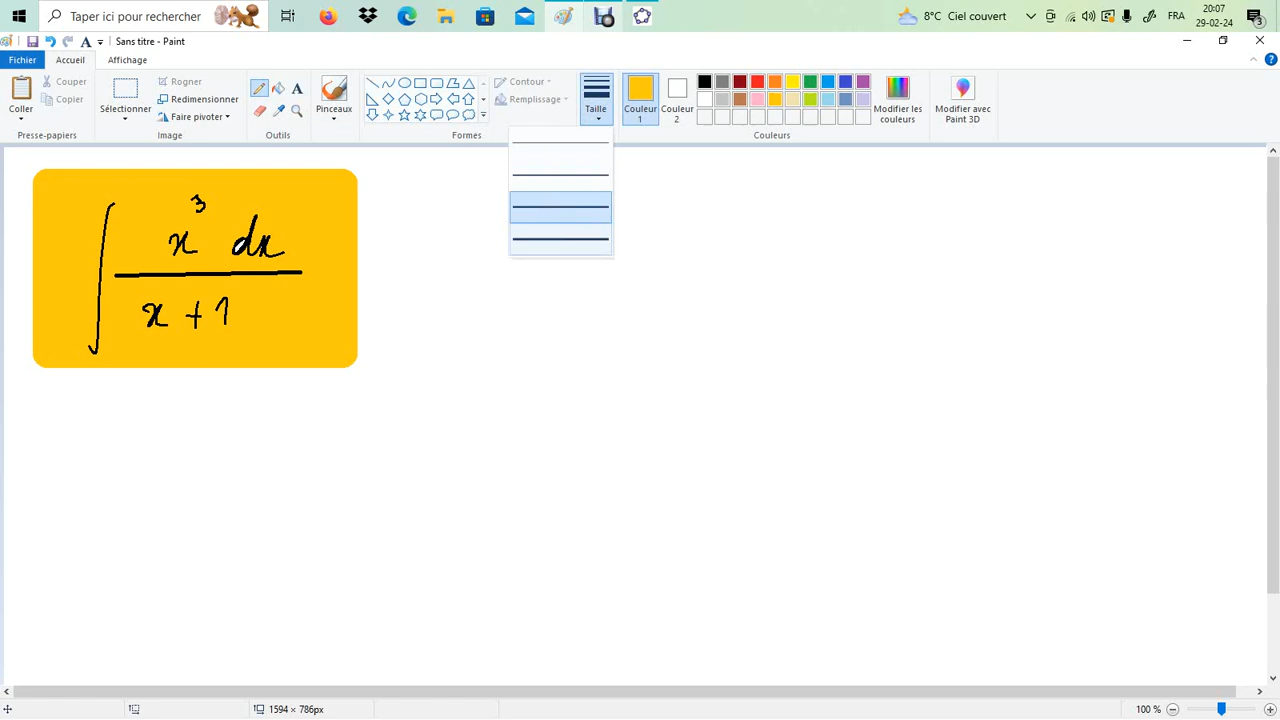 Taper ici pour rechercher
8°C Ciel couvert
FRA
20:07
29-02-24
3
A
Sans titre - Paint
Fichier
Accueil
Affichage
Coller
Couper
Copier
Presse-papiers
Sélectionner
Rogner
Redimensionner
Faire pivoter
Image
A
Outils
Pinceaux
Contour
Remplissage
Formes
Taille
Couleur 1
Couleur 2
Modifier les couleurs
Couleurs
Modifier avec Paint 3D
∫ x³ dx
x + 1
1594 × 786px
100 %